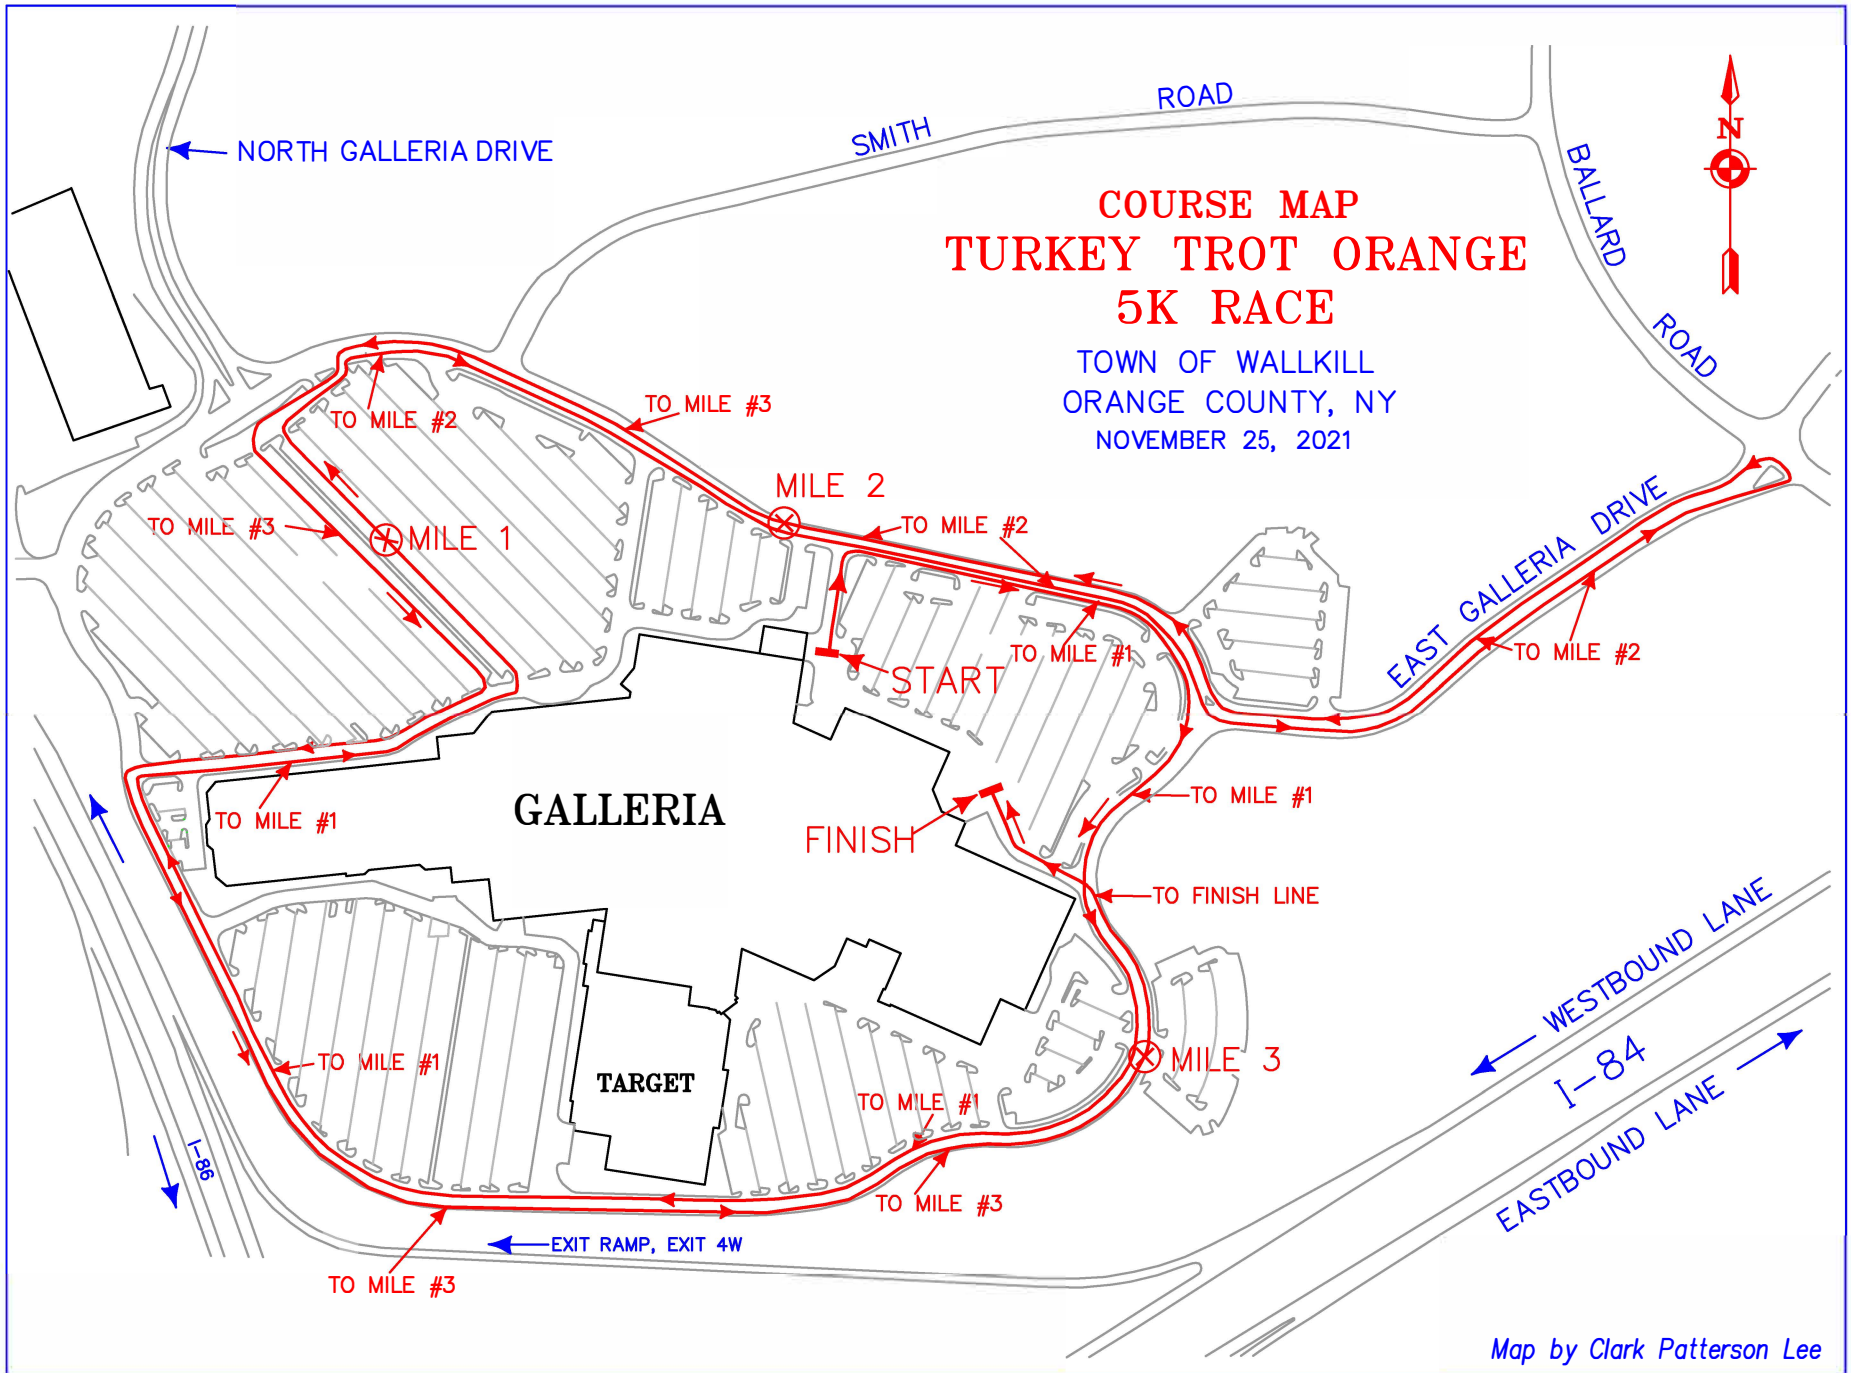 NORTH GALLERIA DRIVE
SMITH
ROAD
BALLARD
ROAD
N
COURSE MAP
TURKEY TROT ORANGE
5K RACE
TOWN OF WALLKILL
ORANGE COUNTY, NY
NOVEMBER 25, 2021
TO MILE #2
TO MILE #3
MILE 2
TO MILE #3
MILE 1
TO MILE #2
EAST GALLERIA DRIVE
START
TO MILE #1
TO MILE #2
TO MILE #1
TO MILE #1
GALLERIA
FINISH
TO FINISH LINE
WESTBOUND LANE
I-84
EASTBOUND LANE
TO MILE #1
TARGET
MILE 3
TO MILE #1
I-86
TO MILE #3
EXIT RAMP, EXIT 4W
TO MILE #3
Map by Clark Patterson Lee